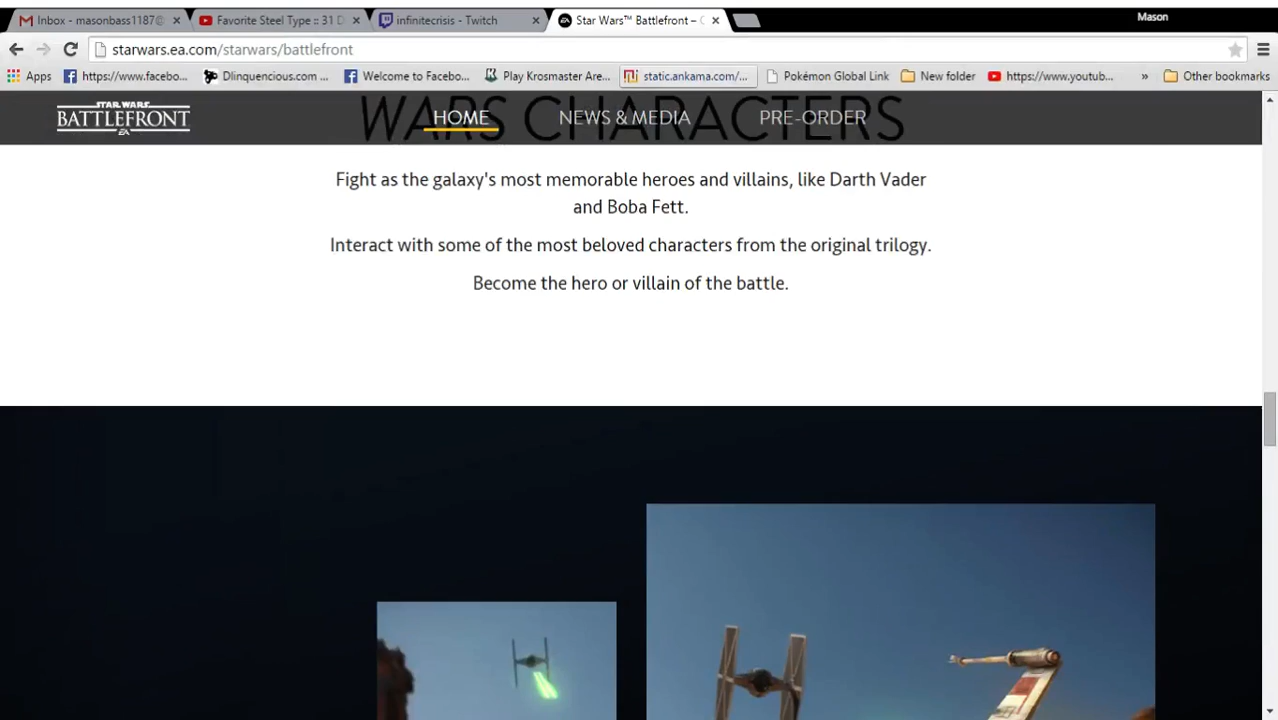 Mason
Inbox - masonbass1187@
Favorite Steel Type :: 31 D
infinitecrisis - Twitch
Star Wars™ Battlefront –
starwars.ea.com/starwars/battlefront
Apps
https://www.facebo...
Dlinquencious.com ...
Welcome to Facebo...
Play Krosmaster Are...
static.ankama.com/...
Pokémon Global Link
New folder
https://www.youtub...
»
Other bookmarks
STAR WARS
BATTLEFRONT
EA
HOME
NEWS & MEDIA
PRE-ORDER
WARS CHARACTERS
Fight as the galaxy's most memorable heroes and villains, like Darth Vader
and Boba Fett.
Interact with some of the most beloved characters from the original trilogy.
Become the hero or villain of the battle.